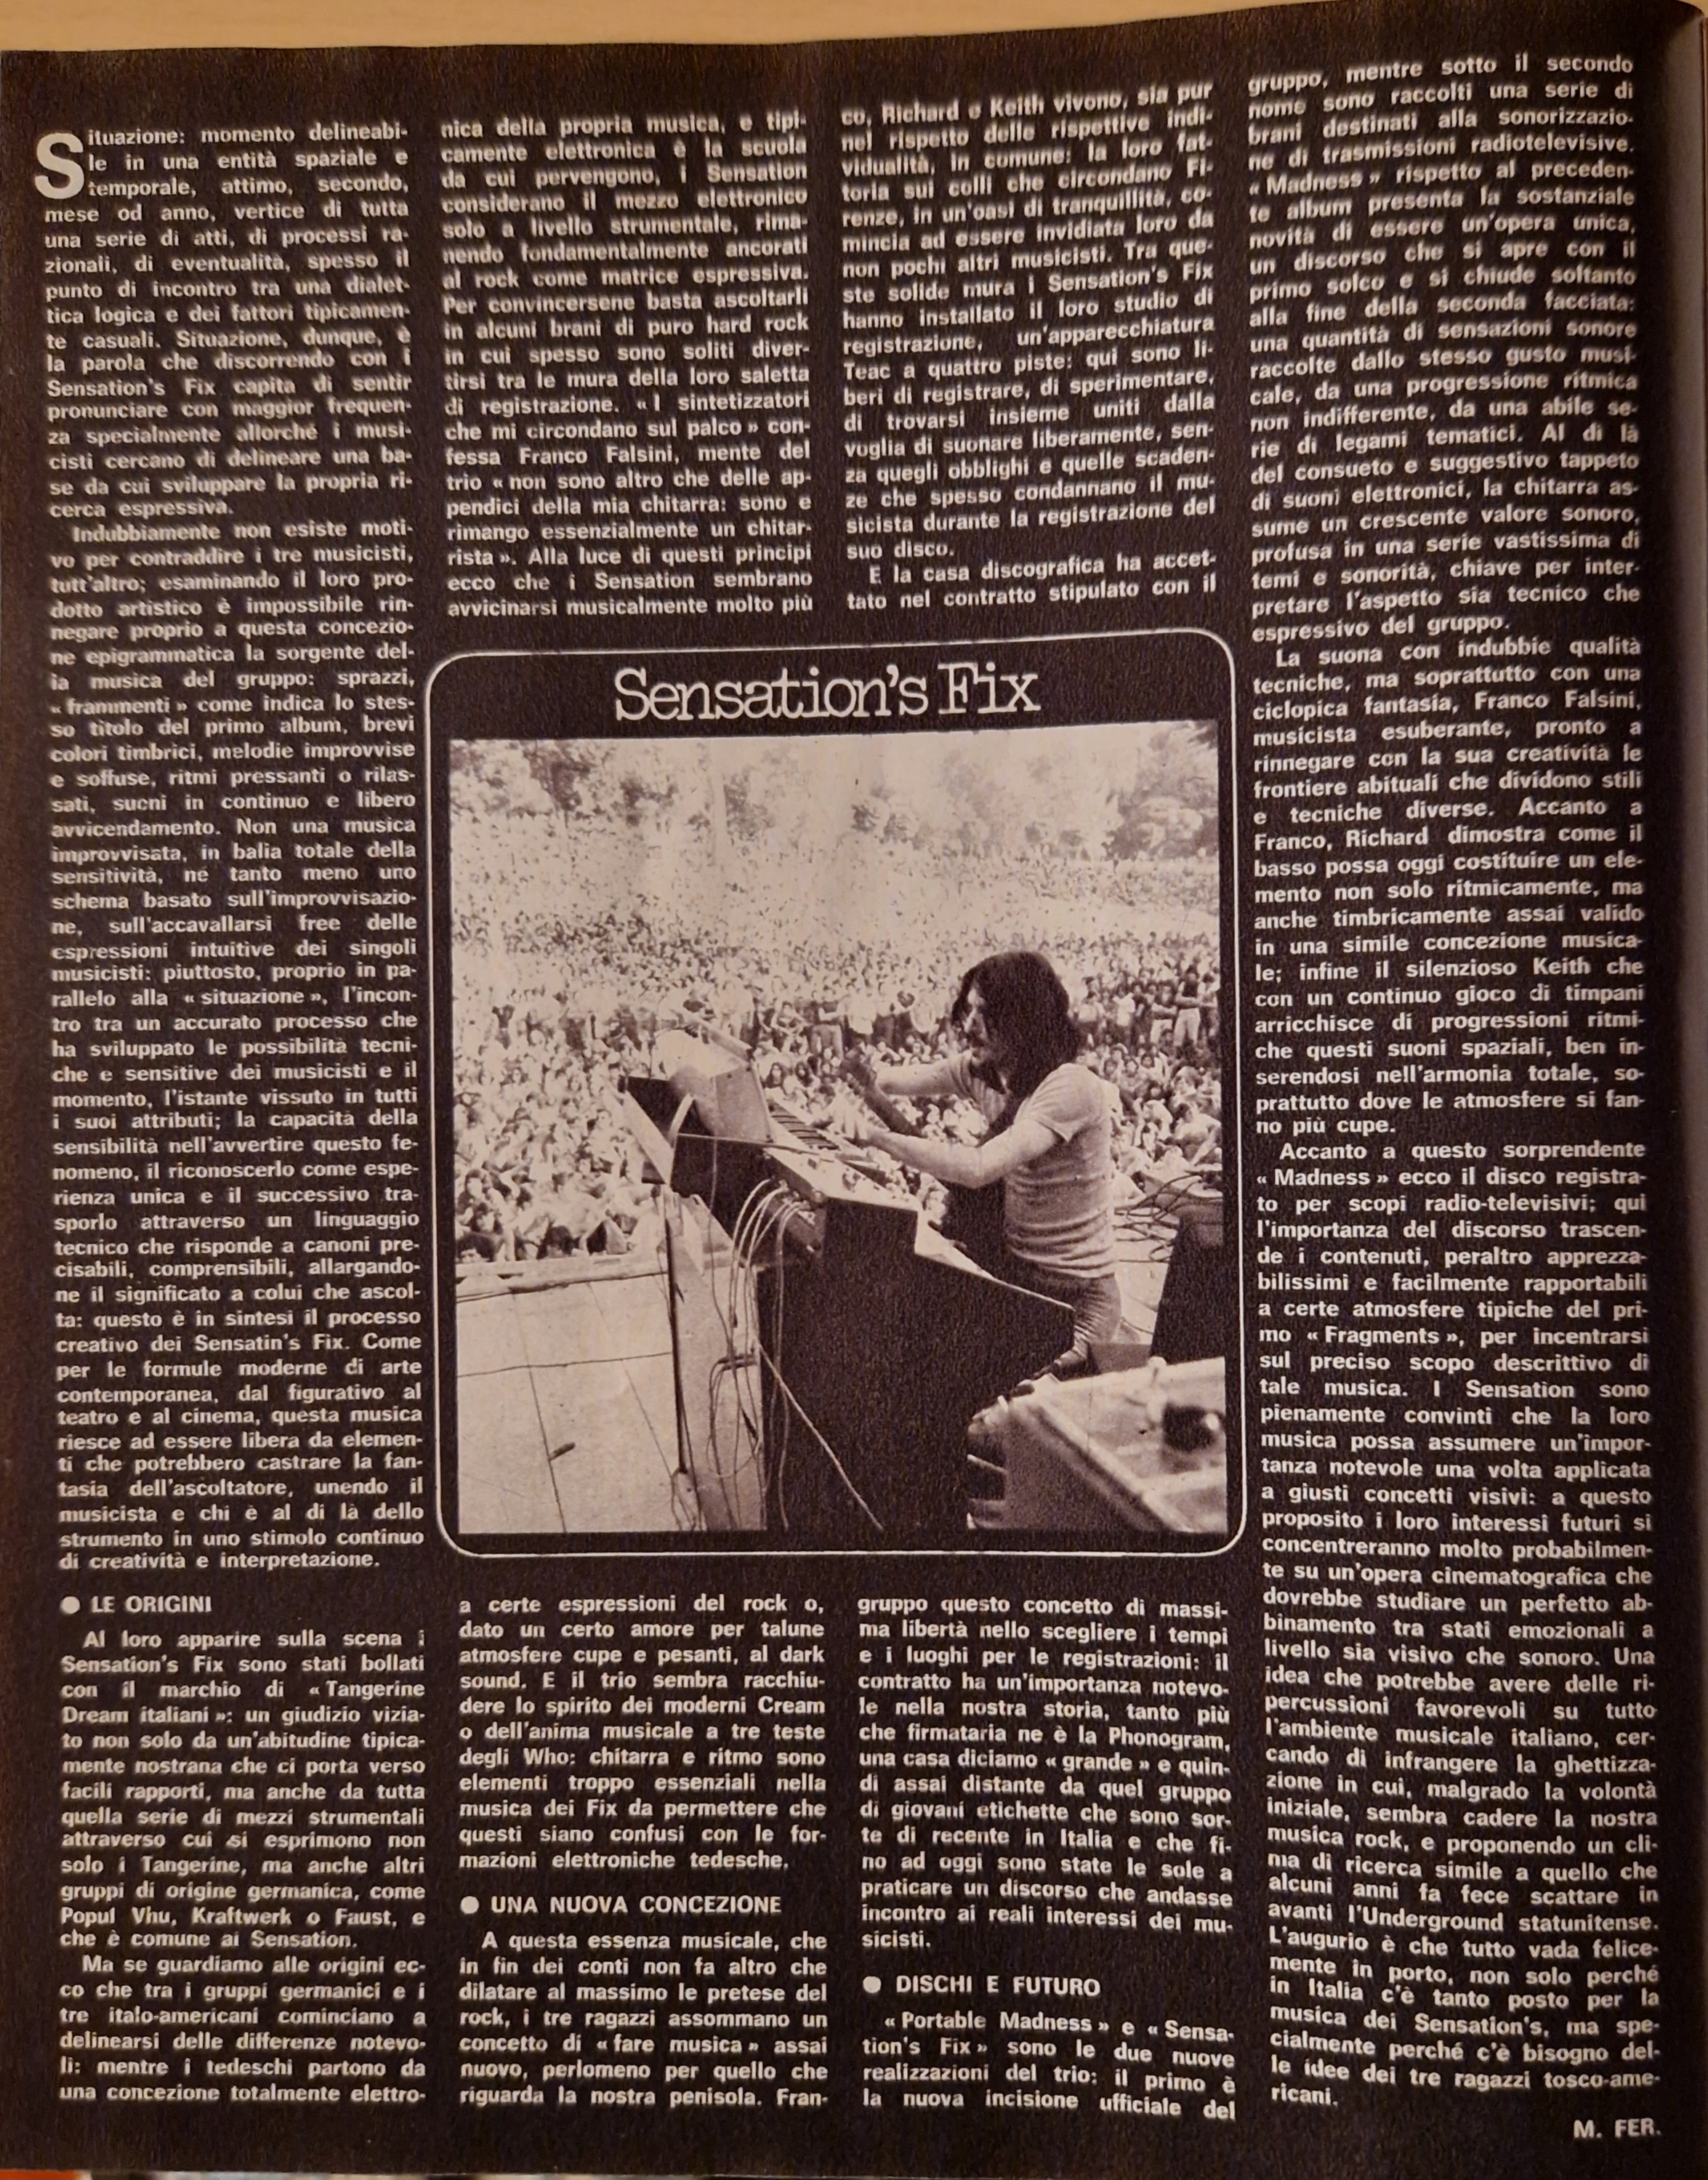 Sensation's Fix
Situazione: momento delineabi-
le in una entità spaziale e
temporale, attimo, secondo,
mese od anno, vertice di tutta
una serie di atti, di processi ra-
zionali, di eventualità, spesso il
punto di incontro tra una dialet-
tica logica e dei fattori tipicamen-
te casuali. Situazione, dunque, è
la parola che discorrendo con i
Sensation's Fix capita di sentir
pronunciare con maggior frequen-
za specialmente allorché i musi-
cisti cercano di delineare una ba-
se da cui sviluppare la propria ri-
cerca espressiva.
Indubbiamente non esiste moti-
vo per contraddire i tre musicisti,
tutt'altro; esaminando il loro pro-
dotto artistico è impossibile rin-
negare proprio a questa concezio-
ne epigrammatica la sorgente del-
la musica del gruppo: sprazzi,
« frammenti » come indica lo stes-
so titolo del primo album, brevi
colori timbrici, melodie improvvise
e soffuse, ritmi pressanti o rilas-
sati, sucni in continuo e libero
avvicendamento. Non una musica
improvvisata, in balia totale della
sensitività, né tanto meno uno
schema basato sull'improvvisazio-
ne, sull'accavallarsi free delle
espressioni intuitive dei singoli
musicisti: piuttosto, proprio in pa-
rallelo alla « situazione », l'incon-
tro tra un accurato processo che
ha sviluppato le possibilità tecni-
che e sensitive dei musicisti e il
momento, l'istante vissuto in tutti
i suoi attributi; la capacità della
sensibilità nell'avvertire questo fe-
nomeno, il riconoscerlo come espe-
rienza unica e il successivo tra-
sporlo attraverso un linguaggio
tecnico che risponde a canoni pre-
cisabili, comprensibili, allargando-
ne il significato a colui che ascol-
ta: questo è in sintesi il processo
creativo dei Sensatin's Fix. Come
per le formule moderne di arte
contemporanea, dal figurativo al
teatro e al cinema, questa musica
riesce ad essere libera da elemen-
ti che potrebbero castrare la fan-
tasia dell'ascoltatore, unendo il
musicista e chi è al di là dello
strumento in uno stimolo continuo
di creatività e interpretazione.
● LE ORIGINI
Al loro apparire sulla scena i
Sensation's Fix sono stati bollati
con il marchio di « Tangerine
Dream italiani »: un giudizio vizia-
to non solo da un'abitudine tipica-
mente nostrana che ci porta verso
facili rapporti, ma anche da tutta
quella serie di mezzi strumentali
attraverso cui si esprimono non
solo i Tangerine, ma anche altri
gruppi di origine germanica, come
Popul Vhu, Kraftwerk o Faust, e
che è comune ai Sensation.
Ma se guardiamo alle origini ec-
co che tra i gruppi germanici e i
tre italo-americani cominciano a
delinearsi delle differenze notevo-
li: mentre i tedeschi partono da
una concezione totalmente elettro-
nica della propria musica, e tipi-
camente elettronica è la scuola
da cui pervengono, i Sensation
considerano il mezzo elettronico
solo a livello strumentale, rima-
nendo fondamentalmente ancorati
al rock come matrice espressiva.
Per convincersene basta ascoltarli
in alcuni brani di puro hard rock
in cui spesso sono soliti diver-
tirsi tra le mura della loro saletta
di registrazione. « I sintetizzatori
che mi circondano sul palco » con-
fessa Franco Falsini, mente del
trio « non sono altro che delle ap-
pendici della mia chitarra: sono e
rimango essenzialmente un chitar-
rista ». Alla luce di questi principi
ecco che i Sensation sembrano
avvicinarsi musicalmente molto più
a certe espressioni del rock o,
dato un certo amore per talune
atmosfere cupe e pesanti, al dark
sound. E il trio sembra racchiu-
dere lo spirito dei moderni Cream
o dell'anima musicale a tre teste
degli Who: chitarra e ritmo sono
elementi troppo essenziali nella
musica dei Fix da permettere che
questi siano confusi con le for-
mazioni elettroniche tedesche.
● UNA NUOVA CONCEZIONE
A questa essenza musicale, che
in fin dei conti non fa altro che
dilatare al massimo le pretese del
rock, i tre ragazzi assommano un
concetto di « fare musica » assai
nuovo, perlomeno per quello che
riguarda la nostra penisola. Fran-
co, Richard e Keith vivono, sia pur
nel rispetto delle rispettive indi-
vidualità, in comune: la loro fat-
toria sui colli che circondano Fi-
renze, in un'oasi di tranquillità, co-
mincia ad essere invidiata loro da
non pochi altri musicisti. Tra que-
ste solide mura i Sensation's Fix
hanno installato il loro studio di
registrazione, un'apparecchiatura
Teac a quattro piste: qui sono li-
beri di registrare, di sperimentare,
di trovarsi insieme uniti dalla
voglia di suonare liberamente, sen-
za quegli obblighi e quelle scaden-
ze che spesso condannano il mu-
sicista durante la registrazione del
suo disco.
E la casa discografica ha accet-
tato nel contratto stipulato con il
gruppo questo concetto di massi-
ma libertà nello scegliere i tempi
e i luoghi per le registrazioni: il
contratto ha un'importanza notevo-
le nella nostra storia, tanto più
che firmataria ne è la Phonogram,
una casa diciamo « grande » e quin-
di assai distante da quel gruppo
di giovani etichette che sono sor-
te di recente in Italia e che fi-
no ad oggi sono state le sole a
praticare un discorso che andasse
incontro ai reali interessi dei mu-
sicisti.
● DISCHI E FUTURO
« Portable Madness » e « Sensa-
tion's Fix » sono le due nuove
realizzazioni del trio: il primo è
la nuova incisione ufficiale del
gruppo, mentre sotto il secondo
nome sono raccolti una serie di
brani destinati alla sonorizzazio-
ne di trasmissioni radiotelevisive.
« Madness » rispetto al preceden-
te album presenta la sostanziale
novità di essere un'opera unica,
un discorso che si apre con il
primo solco e si chiude soltanto
alla fine della seconda facciata:
una quantità di sensazioni sonore
raccolte dallo stesso gusto musi-
cale, da una progressione ritmica
non indifferente, da una abile se-
rie di legami tematici. Al di là
del consueto e suggestivo tappeto
di suoni elettronici, la chitarra as-
sume un crescente valore sonoro,
profusa in una serie vastissima di
temi e sonorità, chiave per inter-
pretare l'aspetto sia tecnico che
espressivo del gruppo.
La suona con indubbie qualità
tecniche, ma soprattutto con una
ciclopica fantasia, Franco Falsini,
musicista esuberante, pronto a
rinnegare con la sua creatività le
frontiere abituali che dividono stili
e tecniche diverse. Accanto a
Franco, Richard dimostra come il
basso possa oggi costituire un ele-
mento non solo ritmicamente, ma
anche timbricamente assai valido
in una simile concezione musica-
le; infine il silenzioso Keith che
con un continuo gioco di timpani
arricchisce di progressioni ritmi-
che questi suoni spaziali, ben in-
serendosi nell'armonia totale, so-
prattutto dove le atmosfere si fan-
no più cupe.
Accanto a questo sorprendente
« Madness » ecco il disco registra-
to per scopi radio-televisivi; qui
l'importanza del discorso trascen-
de i contenuti, peraltro apprezza-
bilissimi e facilmente rapportabili
a certe atmosfere tipiche del pri-
mo « Fragments », per incentrarsi
sul preciso scopo descrittivo di
tale musica. I Sensation sono
pienamente convinti che la loro
musica possa assumere un'impor-
tanza notevole una volta applicata
a giusti concetti visivi: a questo
proposito i loro interessi futuri si
concentreranno molto probabilmen-
te su un'opera cinematografica che
dovrebbe studiare un perfetto ab-
binamento tra stati emozionali a
livello sia visivo che sonoro. Una
idea che potrebbe avere delle ri-
percussioni favorevoli su tutto
l'ambiente musicale italiano, cer-
cando di infrangere la ghettizza-
zione in cui, malgrado la volontà
iniziale, sembra cadere la nostra
musica rock, e proponendo un cli-
ma di ricerca simile a quello che
alcuni anni fa fece scattare in
avanti l'Underground statunitense.
L'augurio è che tutto vada felice-
mente in porto, non solo perché
in Italia c'è tanto posto per la
musica dei Sensation's, ma spe-
cialmente perché c'è bisogno del-
le idee dei tre ragazzi tosco-ame-
ricani.
M. FER.